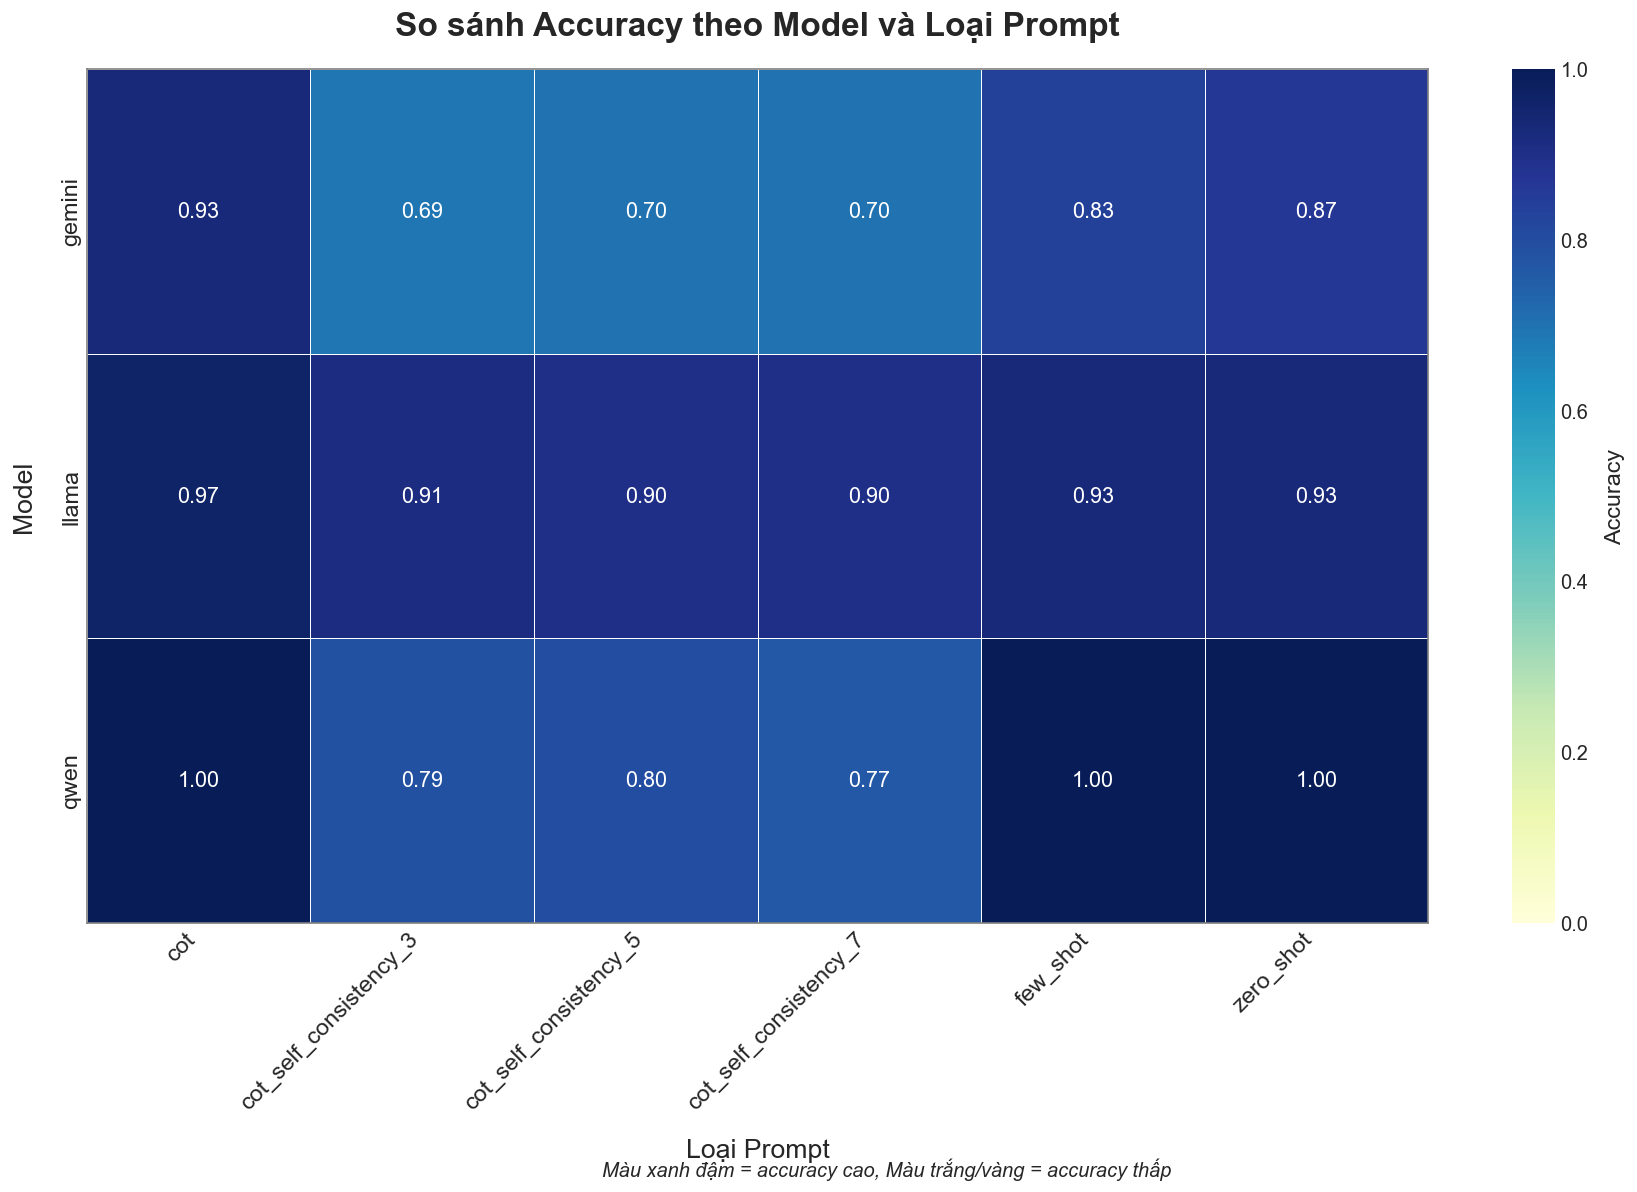 So sánh Accuracy theo Model và Loại Prompt
Model
gemini
0.93 0.69 0.70 0.70 0.83 0.87
llama
0.97 0.91 0.90 0.90 0.93 0.93
qwen
1.00 0.79 0.80 0.77 1.00 1.00
cot
cot_self_consistency_3
cot_self_consistency_5
cot_self_consistency_7
few_shot
zero_shot
Loại Prompt
Màu xanh đậm = accuracy cao, Màu trắng/vàng = accuracy thấp
1.0
0.8
0.6
0.4
0.2
0.0
Accuracy